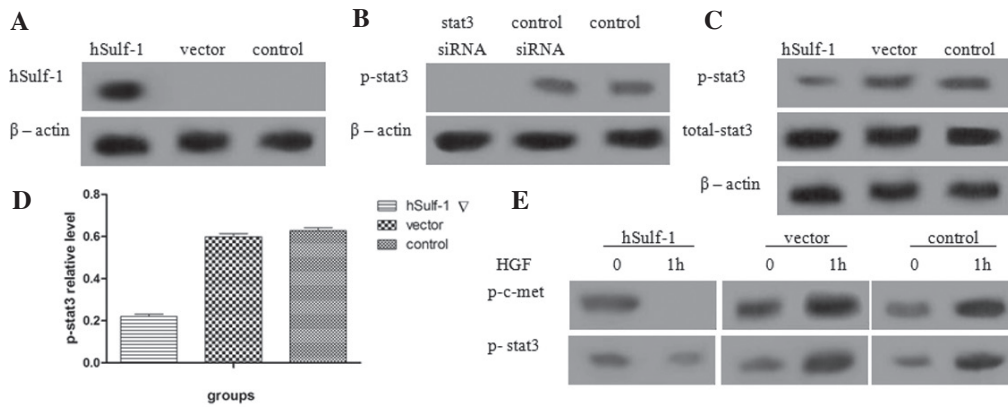 A
hSulf-1 vector control
hSulf-1
β – actin
B
stat3 control control
siRNA siRNA
p-stat3
β – actin
C
hSulf-1 vector control
p-stat3
total-stat3
β – actin
D
0.8
0.6
0.4
0.2
0.0
p-stat3 relative level
groups
hSulf-1 ∇
vector
control
E
hSulf-1 vector control
HGF 0 1h 0 1h 0 1h
p-c-met
p- stat3